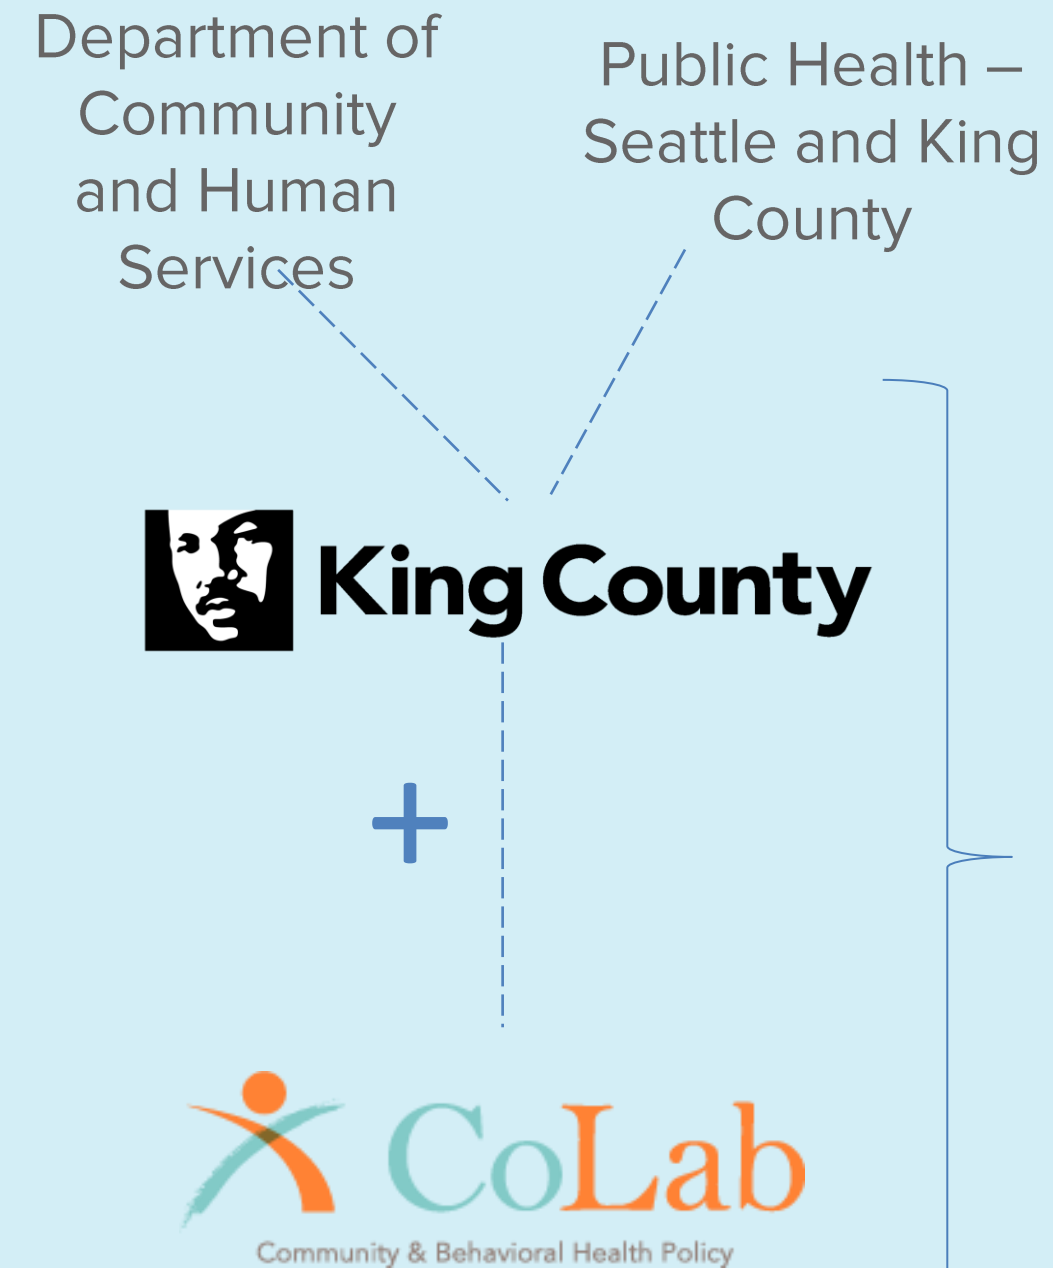 Department of
Community
and Human
Services
Public Health –
Seattle and King
County
King County
+
CoLab
Community & Behavioral Health Policy